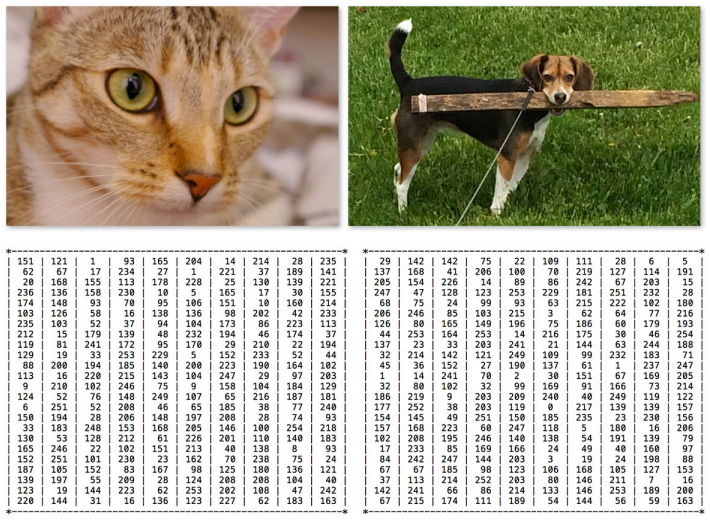 *-------------------------------------------------------------*
| 151 | 121 | 1 | 93 | 165 | 204 | 14 | 214 | 28 | 235 |
| 62 | 67 | 17 | 234 | 27 | 1 | 221 | 37 | 189 | 141 |
| 20 | 168 | 155 | 113 | 178 | 228 | 25 | 130 | 139 | 221 |
| 236 | 136 | 158 | 230 | 10 | 5 | 165 | 17 | 30 | 155 |
| 174 | 148 | 93 | 70 | 95 | 106 | 151 | 10 | 160 | 214 |
| 103 | 126 | 58 | 16 | 138 | 136 | 98 | 202 | 42 | 233 |
| 235 | 103 | 52 | 37 | 94 | 104 | 173 | 86 | 223 | 113 |
| 212 | 15 | 179 | 139 | 48 | 232 | 194 | 46 | 174 | 37 |
| 119 | 81 | 241 | 172 | 95 | 170 | 29 | 210 | 22 | 194 |
| 129 | 19 | 33 | 253 | 229 | 5 | 152 | 233 | 52 | 44 |
| 88 | 200 | 194 | 185 | 140 | 200 | 223 | 190 | 164 | 102 |
| 113 | 16 | 220 | 215 | 143 | 104 | 247 | 29 | 97 | 203 |
| 9 | 210 | 102 | 246 | 75 | 9 | 158 | 104 | 184 | 129 |
| 124 | 52 | 76 | 148 | 249 | 107 | 65 | 216 | 187 | 181 |
| 6 | 251 | 52 | 208 | 46 | 65 | 185 | 38 | 77 | 240 |
| 150 | 194 | 28 | 206 | 148 | 197 | 208 | 28 | 74 | 93 |
| 33 | 183 | 248 | 153 | 168 | 205 | 146 | 100 | 254 | 218 |
| 130 | 53 | 128 | 212 | 61 | 226 | 201 | 110 | 140 | 183 |
| 165 | 246 | 22 | 102 | 151 | 213 | 40 | 138 | 8 | 93 |
| 152 | 251 | 101 | 230 | 23 | 162 | 70 | 238 | 75 | 24 |
| 187 | 105 | 152 | 83 | 167 | 98 | 125 | 180 | 136 | 121 |
| 139 | 197 | 55 | 209 | 28 | 124 | 208 | 208 | 104 | 40 |
| 123 | 19 | 144 | 223 | 62 | 253 | 202 | 108 | 47 | 242 |
| 220 | 144 | 31 | 16 | 136 | 123 | 227 | 62 | 183 | 163 |
*-------------------------------------------------------------*
*-------------------------------------------------------------*
| 29 | 142 | 142 | 75 | 22 | 109 | 111 | 28 | 6 | 5 |
| 137 | 168 | 41 | 206 | 100 | 70 | 219 | 127 | 114 | 191 |
| 205 | 154 | 226 | 14 | 89 | 86 | 242 | 67 | 203 | 15 |
| 247 | 47 | 128 | 123 | 253 | 229 | 181 | 251 | 232 | 28 |
| 68 | 75 | 24 | 99 | 63 | 215 | 222 | 102 | 180 |
| 206 | 246 | 85 | 103 | 215 | 3 | 62 | 64 | 77 | 216 |
| 126 | 80 | 165 | 149 | 196 | 75 | 186 | 60 | 179 | 193 |
| 44 | 253 | 164 | 253 | 14 | 216 | 175 | 30 | 46 | 254 |
| 137 | 23 | 33 | 203 | 241 | 21 | 144 | 63 | 244 | 188 |
| 32 | 214 | 142 | 121 | 249 | 109 | 99 | 232 | 183 | 71 |
| 45 | 36 | 152 | 27 | 190 | 137 | 61 | 1 | 237 | 247 |
| 1 | 14 | 241 | 70 | 2 | 30 | 151 | 67 | 169 | 205 |
| 32 | 80 | 102 | 32 | 99 | 169 | 91 | 166 | 73 | 214 |
| 186 | 219 | 9 | 203 | 209 | 240 | 40 | 249 | 119 | 122 |
| 177 | 252 | 38 | 203 | 119 | 0 | 217 | 139 | 139 | 157 |
| 154 | 145 | 49 | 251 | 150 | 185 | 235 | 23 | 230 | 156 |
| 157 | 168 | 223 | 60 | 247 | 118 | 5 | 180 | 16 | 206 |
| 102 | 208 | 195 | 246 | 140 | 138 | 54 | 191 | 139 | 79 |
| 17 | 233 | 85 | 169 | 166 | 24 | 49 | 40 | 160 | 97 |
| 84 | 242 | 247 | 144 | 203 | 3 | 19 | 24 | 198 | 88 |
| 67 | 67 | 185 | 98 | 123 | 106 | 168 | 105 | 127 | 153 |
| 37 | 113 | 214 | 252 | 203 | 80 | 146 | 211 | 7 | 16 |
| 142 | 241 | 66 | 86 | 214 | 133 | 146 | 253 | 189 | 200 |
| 67 | 215 | 174 | 111 | 189 | 54 | 144 | 56 | 59 | 163 |
*-------------------------------------------------------------*